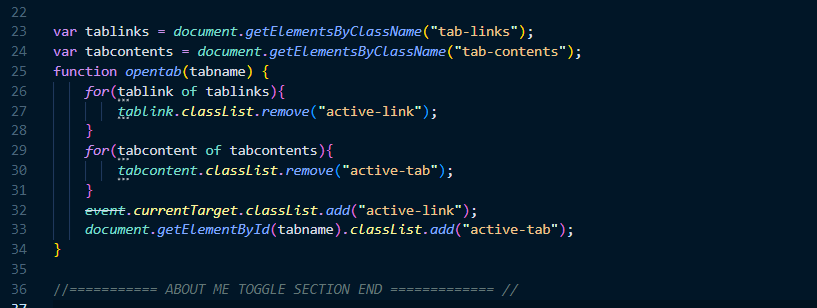 22
23 var tablinks = document.getElementsByClassName("tab-links");
24 var tabcontents = document.getElementsByClassName("tab-contents");
25 function opentab(tabname) {
26     for(tablink of tablinks){
27         tablink.classList.remove("active-link");
28     }
29     for(tabcontent of tabcontents){
30         tabcontent.classList.remove("active-tab");
31     }
32     event.currentTarget.classList.add("active-link");
33     document.getElementById(tabname).classList.add("active-tab");
34 }
35
36 //=========== ABOUT ME TOGGLE SECTION END ============= //
37